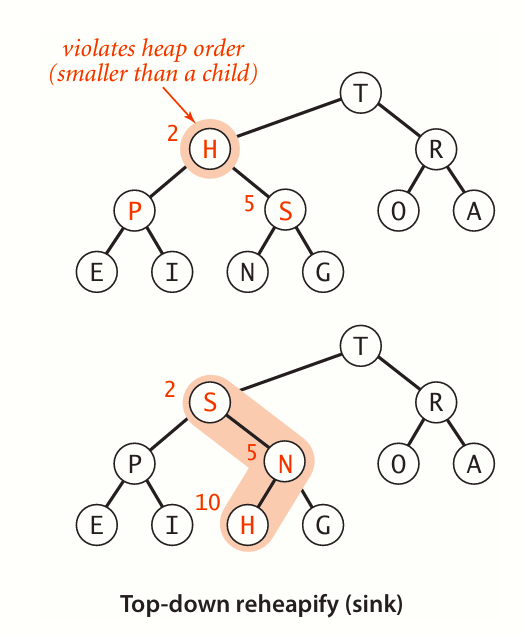 violates heap order
(smaller than a child)
T
2 H R
P 5 S O A
E I N G
T
2 S R
P 5 N O A
E I 10 H G
Top-down reheapify (sink)